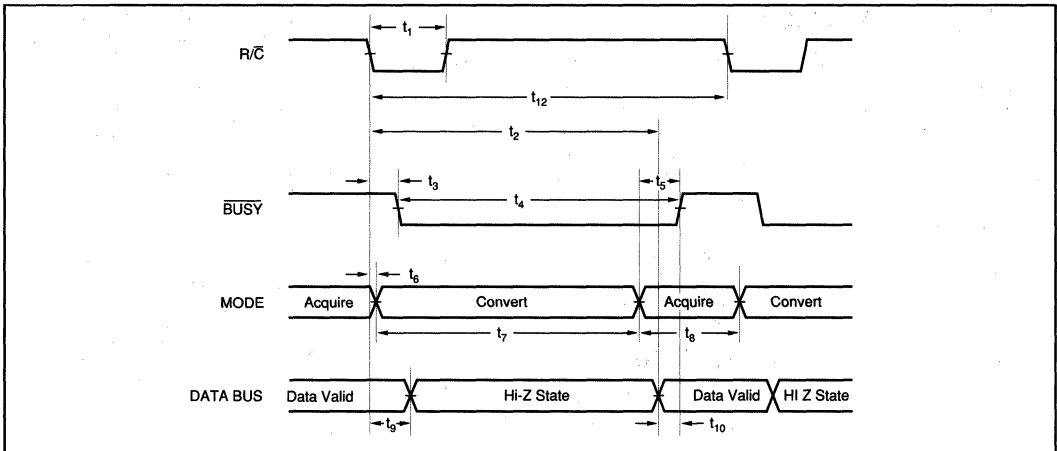 t₁
R/C̅
t₁₂
t₂
t₃
t₅
t₄
B̅U̅S̅Y̅
t₆
MODE
Acquire
Convert
Acquire
Convert
t₇
t₈
DATA BUS
Data Valid
Hi-Z State
Data Valid
HI Z State
t₉
t₁₀